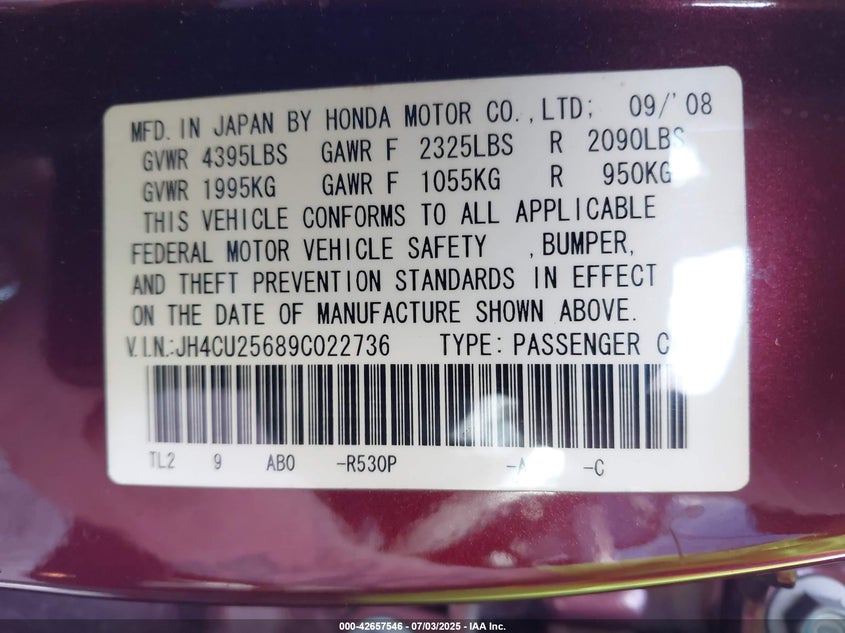 MFD. IN JAPAN BY HONDA MOTOR CO., LTD; 09/'08
GVWR 4395LBS GAWR F 2325LBS R 2090LBS
GVWR 1995KG GAWR F 1055KG R 950KG
THIS VEHICLE CONFORMS TO ALL APPLICABLE
FEDERAL MOTOR VEHICLE SAFETY , BUMPER,
AND THEFT PREVENTION STANDARDS IN EFFECT
ON THE DATE OF MANUFACTURE SHOWN ABOVE.
V.I.N.:JH4CU25689C022736 TYPE: PASSENGER C
TL2 9 AB0 -R530P -A -C
000-42657546 | 07/03/2025 - IAA Inc.